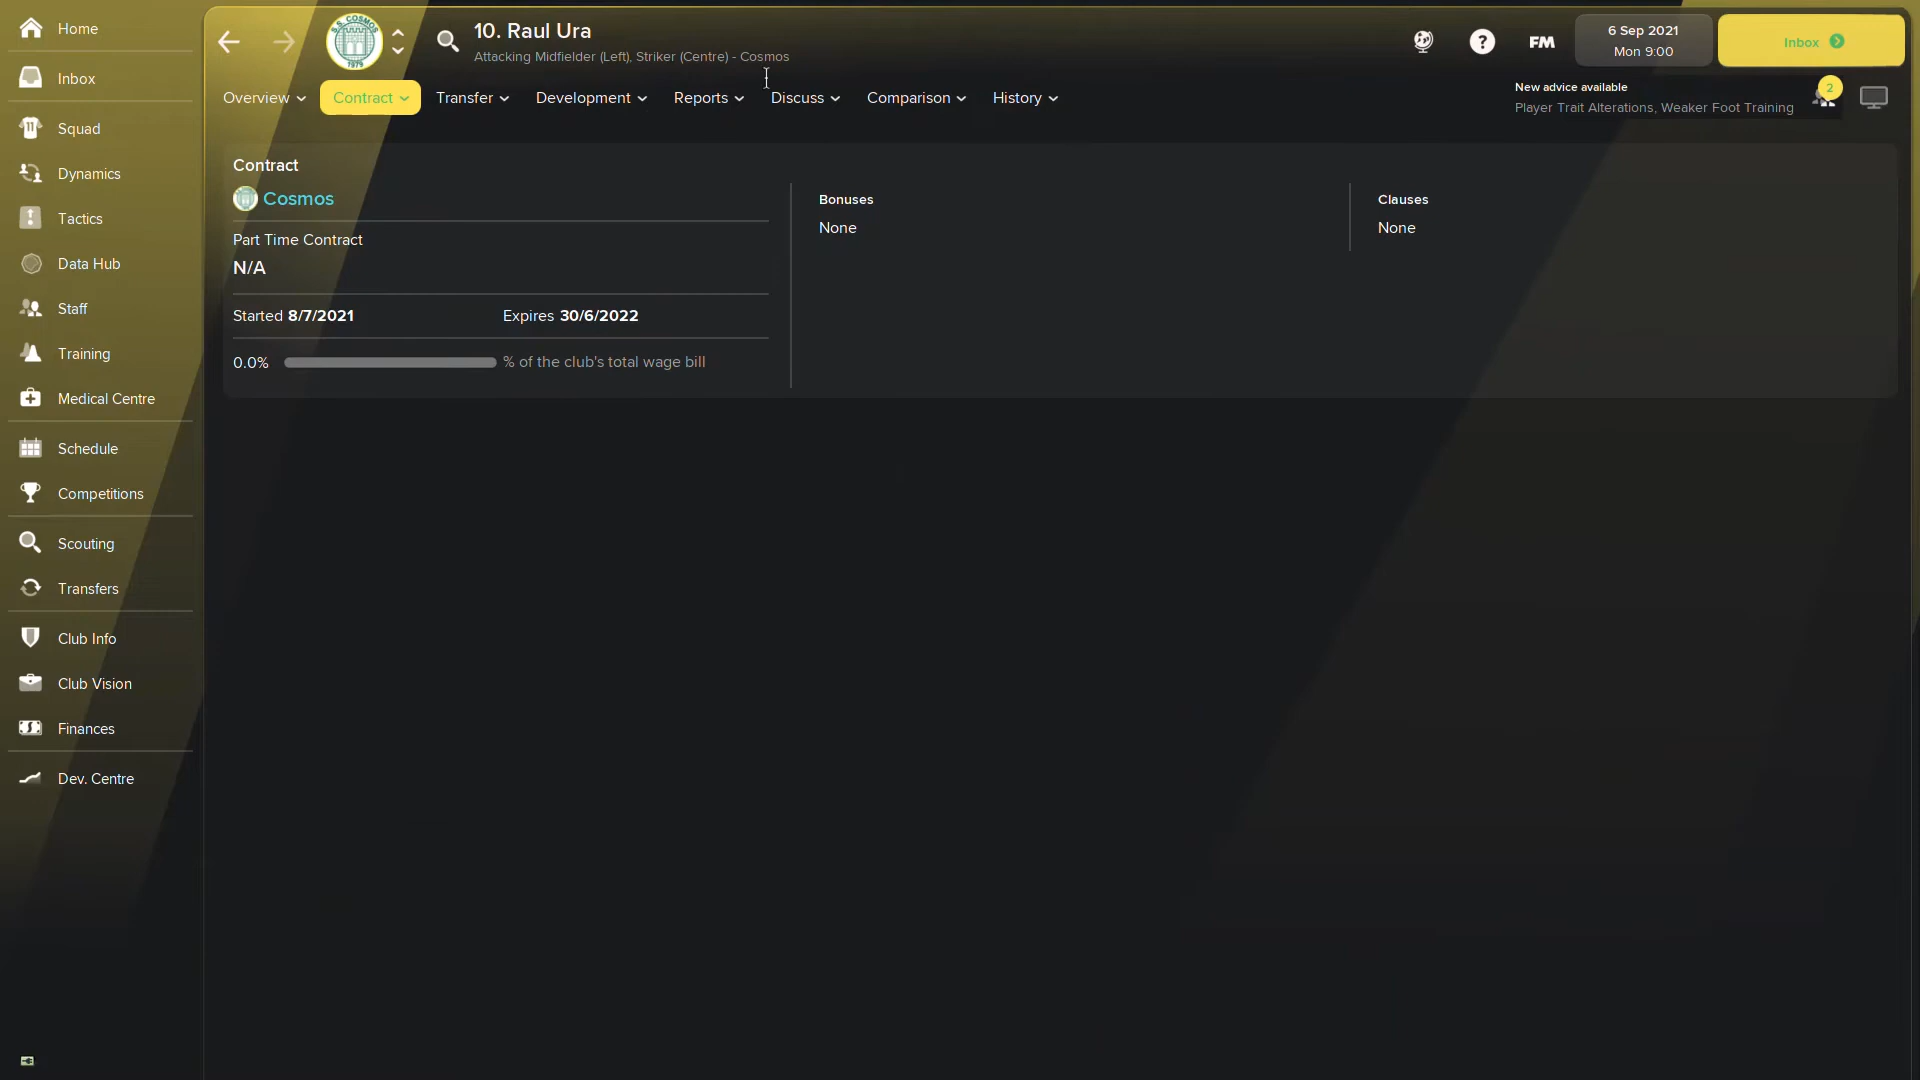 Home
Inbox
Squad
Dynamics
Tactics
Data Hub
Staff
Training
Medical Centre
Schedule
Competitions
Scouting
Transfers
Club Info
Club Vision
Finances
Dev. Centre
S.S. COSMOS
1979
10. Raul Ura
Attacking Midfielder (Left), Striker (Centre) - Cosmos
?
FM
6 Sep 2021
Mon 9:00
Inbox
Overview
Contract
Transfer
Development
Reports
Discuss
Comparison
History
New advice available
Player Trait Alterations, Weaker Foot Training
2
Contract
Cosmos
Part Time Contract
N/A
Started 8/7/2021
Expires 30/6/2022
0.0%
% of the club's total wage bill
Bonuses
None
Clauses
None